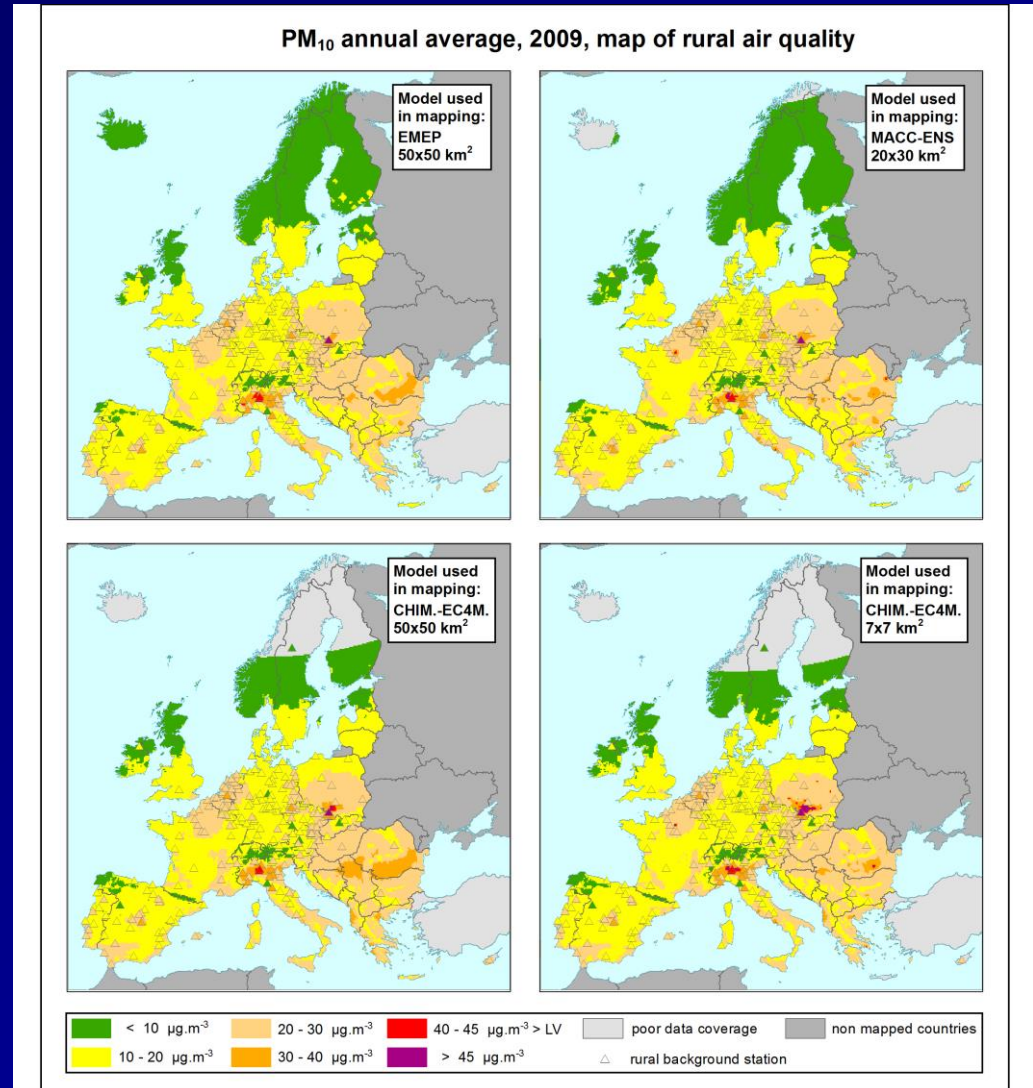 PM₁₀ annual average, 2009, map of rural air quality
Model used
in mapping:
EMEP
50x50 km²
Model used
in mapping:
MACC-ENS
20x30 km²
Model used
in mapping:
CHIM.-EC4M.
50x50 km²
Model used
in mapping:
CHIM.-EC4M.
7x7 km²
< 10 µg.m⁻³ 20 - 30 µg.m⁻³ 40 - 45 µg.m⁻³ > LV poor data coverage non mapped countries
10 - 20 µg.m⁻³ 30 - 40 µg.m⁻³ > 45 µg.m⁻³ rural background station